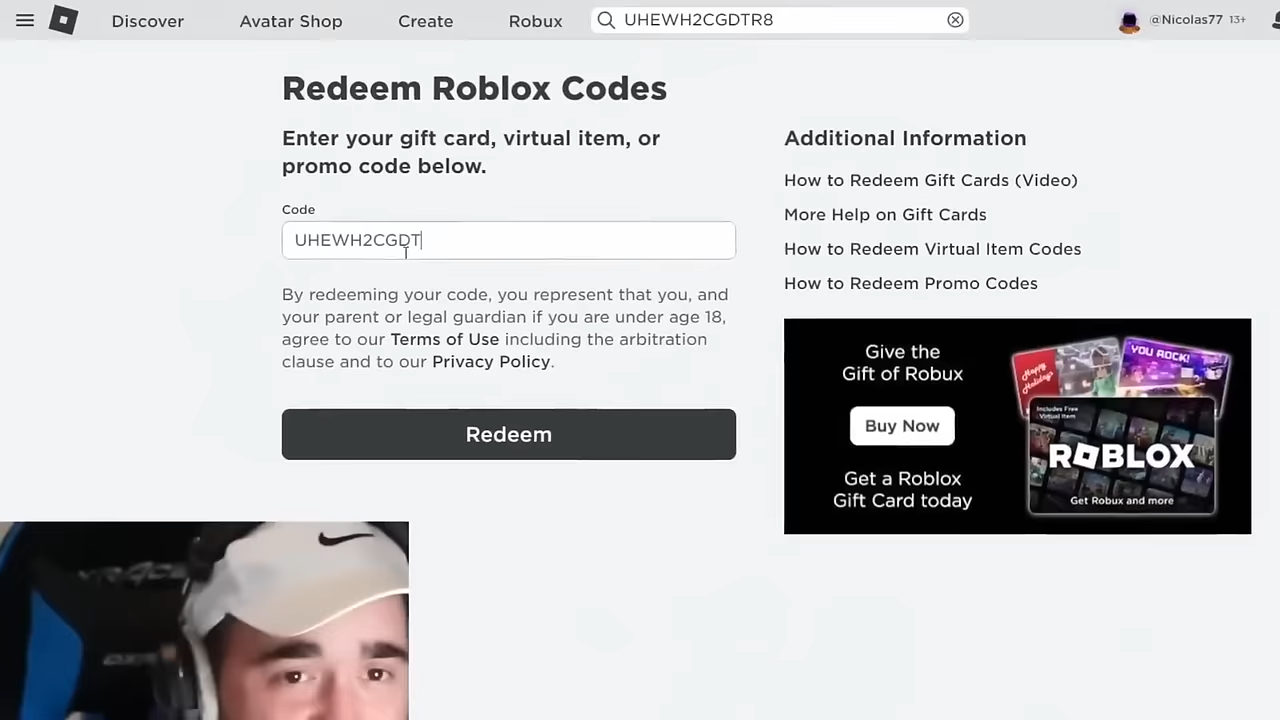 Discover
Avatar Shop
Create
Robux
UHEWH2CGDTR8
@Nicolas77 13+
Redeem Roblox Codes
Enter your gift card, virtual item, or
promo code below.
Code
UHEWH2CGDT
By redeeming your code, you represent that you, and
your parent or legal guardian if you are under age 18,
agree to our Terms of Use including the arbitration
clause and to our Privacy Policy.
Redeem
Additional Information
How to Redeem Gift Cards (Video)
More Help on Gift Cards
How to Redeem Virtual Item Codes
How to Redeem Promo Codes
Give the
Gift of Robux
Buy Now
Get a Roblox
Gift Card today
Happy
Holidays
YOU ROCK!
Includes Free
Virtual Item
ROBLOX
Get Robux and more